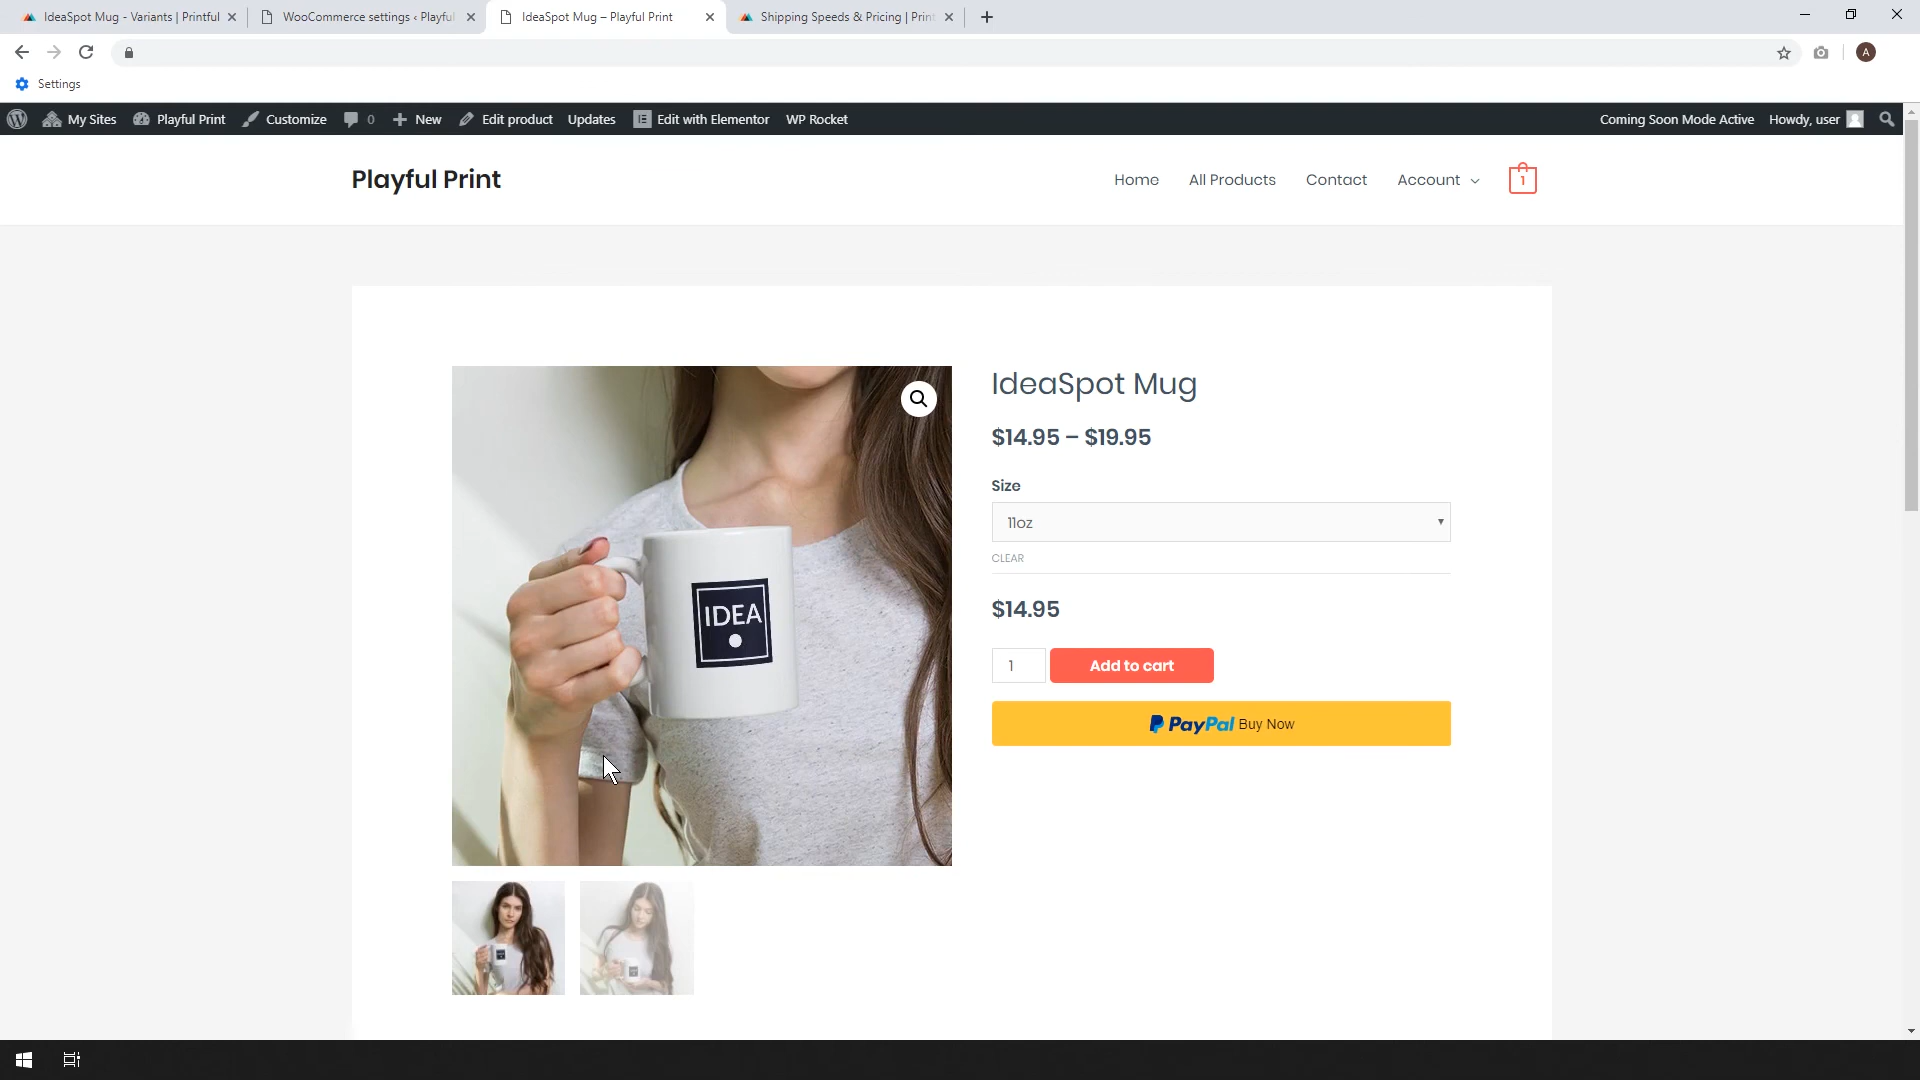 IdeaSpot Mug - Variants | Printful
WooCommerce settings ‹ Playful
IdeaSpot Mug – Playful Print
Shipping Speeds & Pricing | Print
A
Settings
My Sites
Playful Print
Customize
0
New
Edit product
Updates
Edit with Elementor
WP Rocket
Coming Soon Mode Active
Howdy, user
Playful Print
Home
All Products
Contact
Account
1
IdeaSpot Mug
$14.95 – $19.95
Size
11oz
CLEAR
$14.95
1
Add to cart
PayPal Buy Now
IDEA